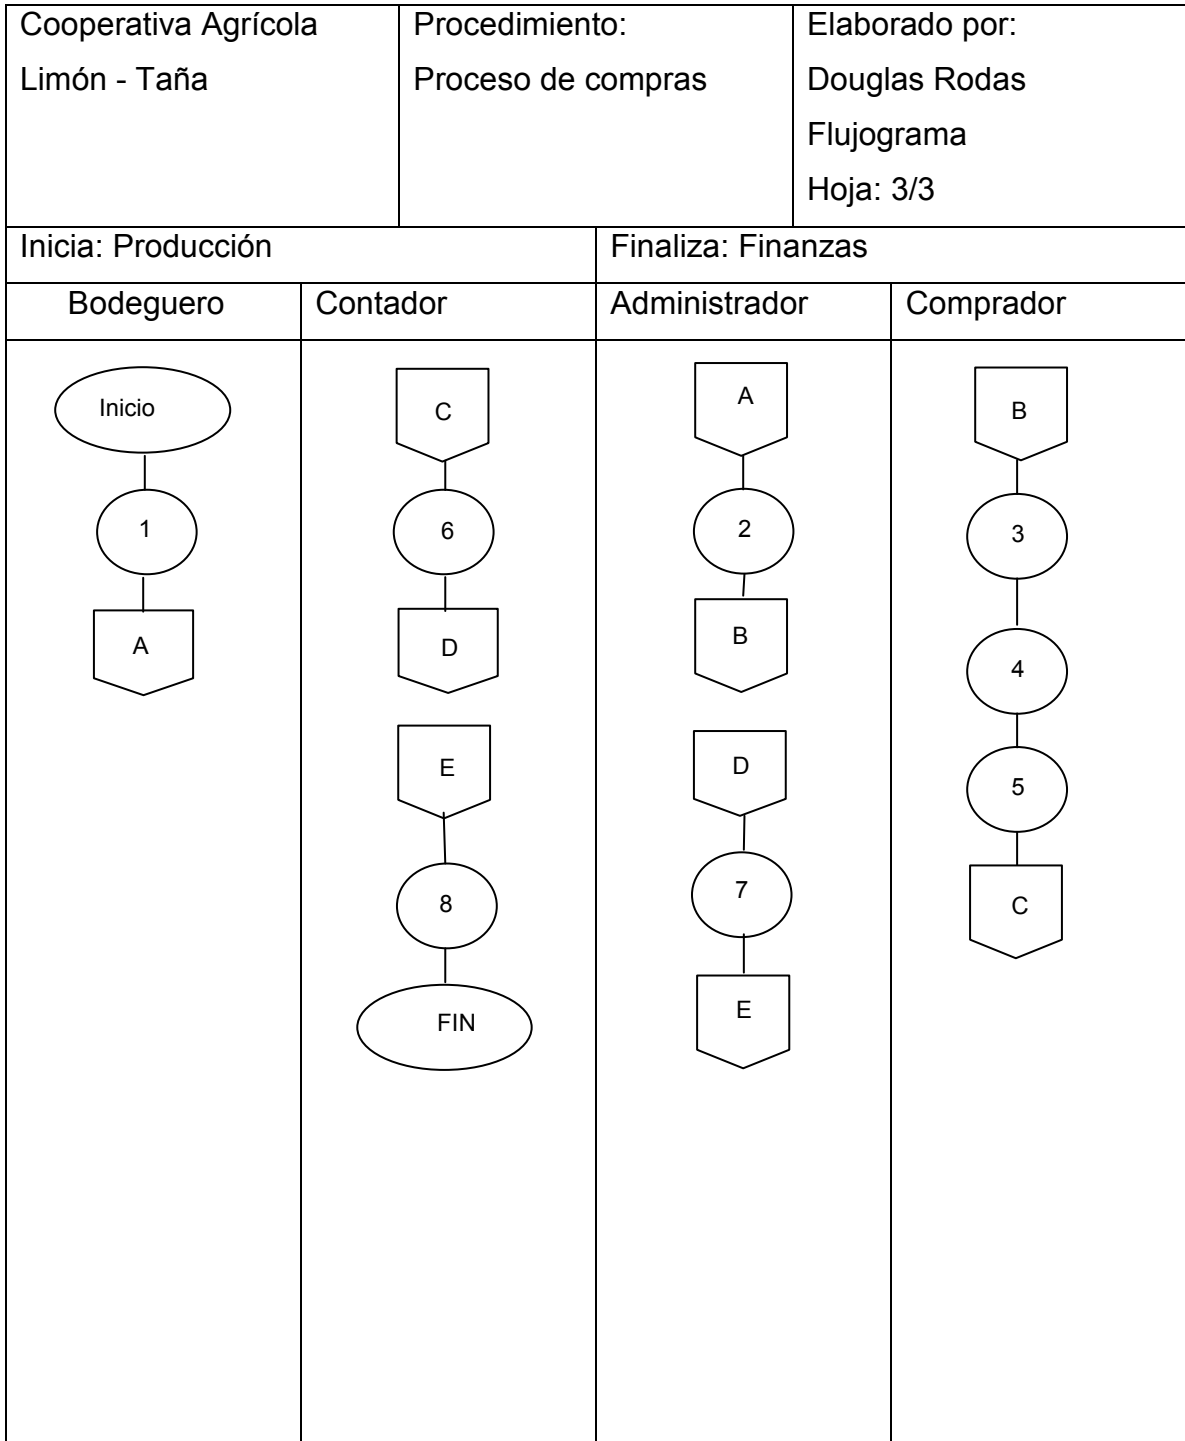 Cooperativa Agrícola
Limón - Taña
Procedimiento:
Proceso de compras
Elaborado por:
Douglas Rodas
Flujograma
Hoja: 3/3
Inicia: Producción
Finaliza: Finanzas
Bodeguero
Contador
Administrador
Comprador
Inicio
1
A
C
6
D
E
8
FIN
A
2
B
D
7
E
B
3
4
5
C